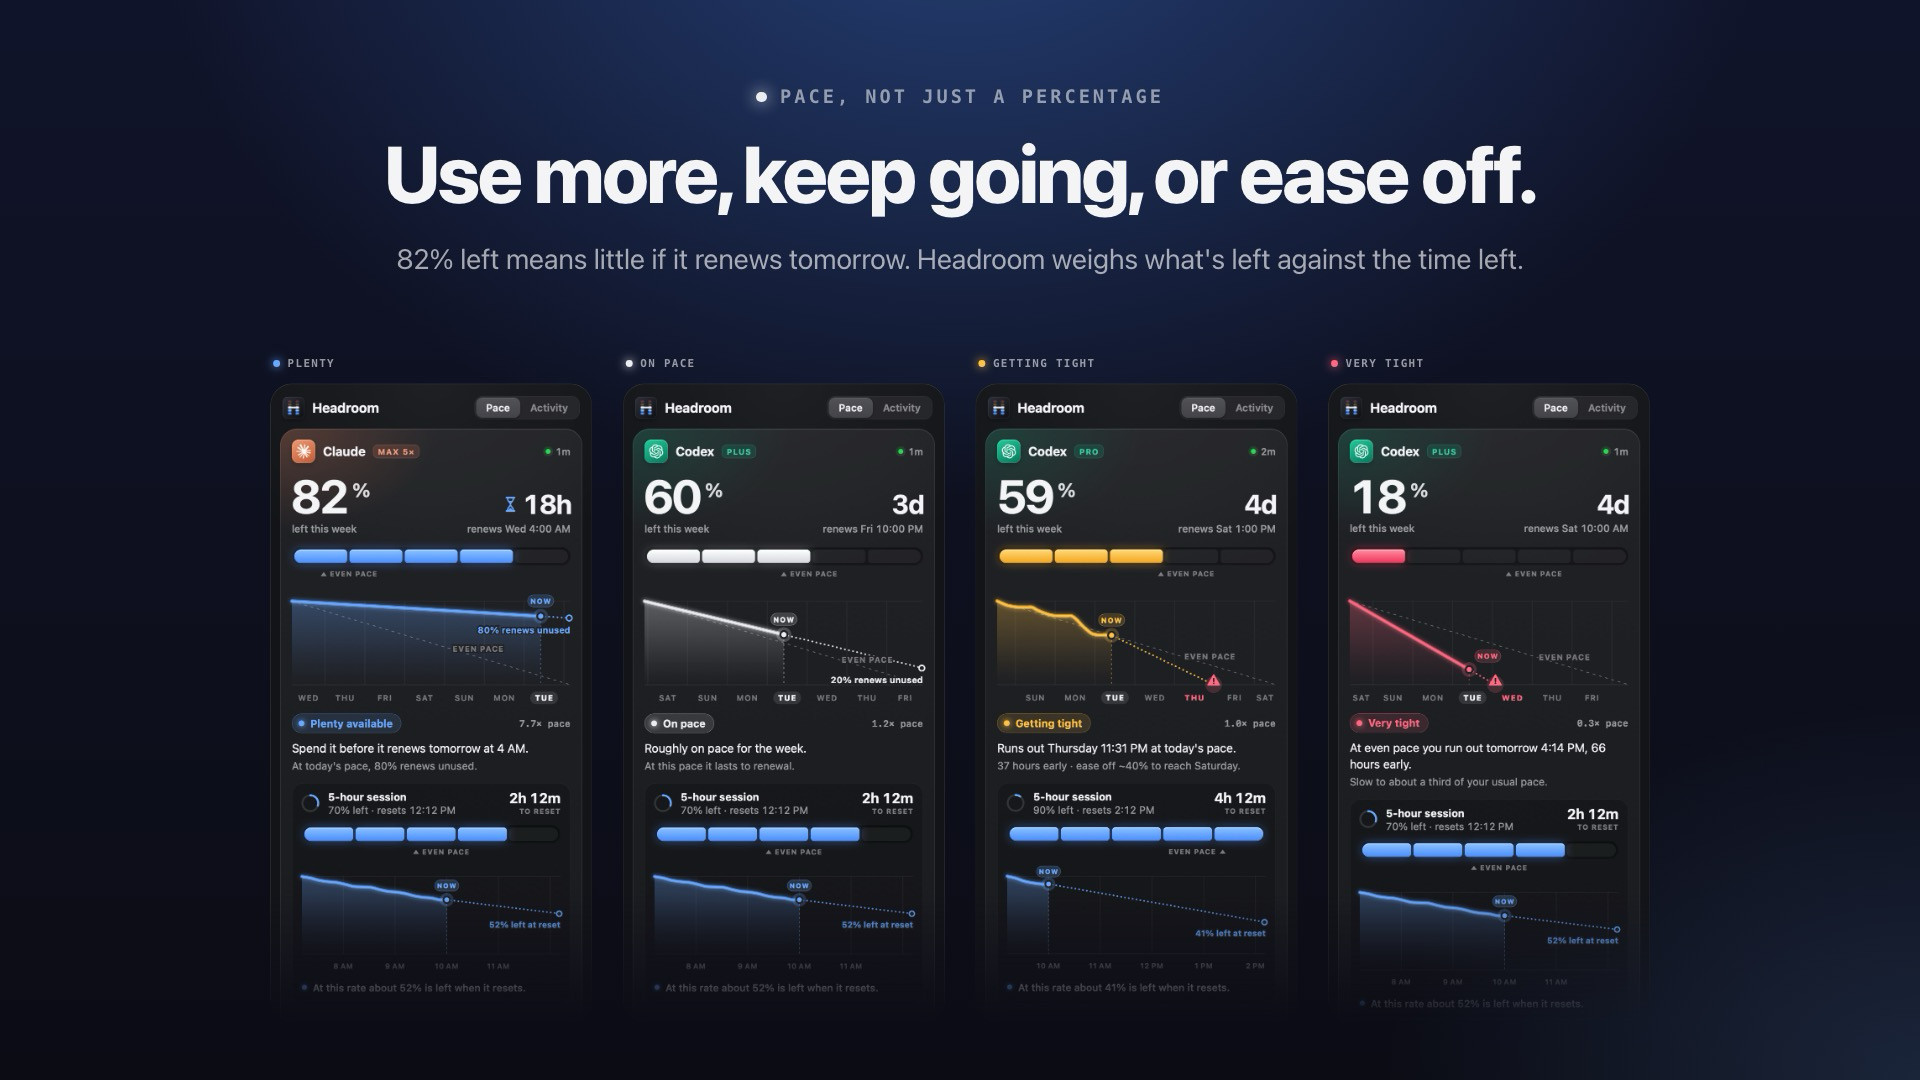 PACE, NOT JUST A PERCENTAGE
Use more, keep going, or ease off.
82% left means little if it renews tomorrow. Headroom weighs what's left against the time left.
PLENTY
Headroom
Pace Activity
Claude MAX 5× 1m
82% 18h
left this week renews Wed 4:00 AM
▲ EVEN PACE
NOW
80% renews unused
EVEN PACE
WED THU FRI SAT SUN MON TUE
Plenty available 7.7× pace
Spend it before it renews tomorrow at 4 AM.
At today's pace, 80% renews unused.
5-hour session 2h 12m
70% left · resets 12:12 PM TO RESET
▲ EVEN PACE
NOW
52% left at reset
8 AM 9 AM 10 AM 11 AM
At this rate about 52% is left when it resets.
ON PACE
Headroom
Pace Activity
Codex PLUS 1m
60% 3d
left this week renews Fri 10:00 PM
▲ EVEN PACE
NOW
EVEN PACE
20% renews unused
SAT SUN MON TUE WED THU FRI
On pace 1.2× pace
Roughly on pace for the week.
At this pace it lasts to renewal.
5-hour session 2h 12m
70% left · resets 12:12 PM TO RESET
▲ EVEN PACE
NOW
52% left at reset
8 AM 9 AM 10 AM 11 AM
At this rate about 52% is left when it resets.
GETTING TIGHT
Headroom
Pace Activity
Codex PRO 2m
59% 4d
left this week renews Sat 1:00 PM
▲ EVEN PACE
NOW
EVEN PACE
SUN MON TUE WED THU FRI SAT
Getting tight 1.0× pace
Runs out Thursday 11:31 PM at today's pace.
37 hours early · ease off ~40% to reach Saturday.
5-hour session 4h 12m
90% left · resets 2:12 PM TO RESET
EVEN PACE ▲
NOW
41% left at reset
10 AM 11 AM 12 PM 1 PM 2 PM
At this rate about 41% is left when it resets.
VERY TIGHT
Headroom
Pace Activity
Codex PLUS 1m
18% 4d
left this week renews Sat 10:00 AM
▲ EVEN PACE
NOW
EVEN PACE
SAT SUN MON TUE WED THU FRI
Very tight 0.3× pace
At even pace you run out tomorrow 4:14 PM, 66
hours early.
Slow to about a third of your usual pace.
5-hour session 2h 12m
70% left · resets 12:12 PM TO RESET
▲ EVEN PACE
NOW
52% left at reset
8 AM 9 AM 10 AM 11 AM
At this rate about 52% is left when it resets.